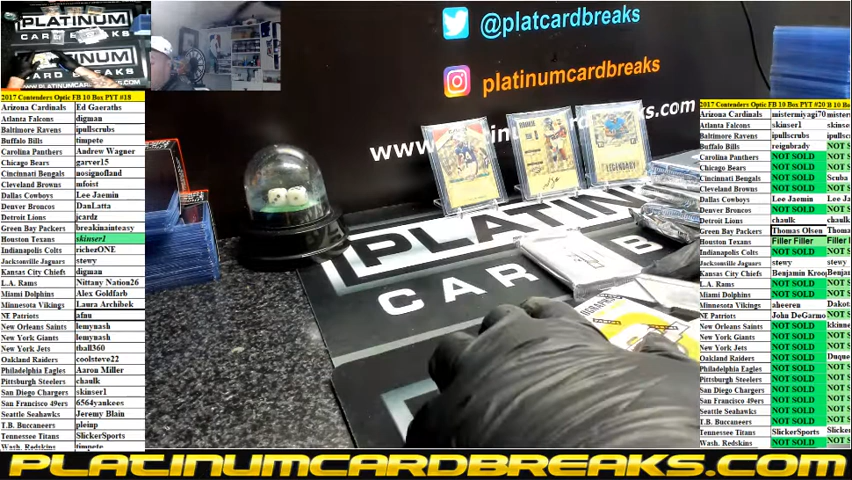 PLATINUM
CARD BREAKS
2017 Contenders Optic FB 10 Box PYT #18
Arizona Cardinals Ed Gaeraths
Atlanta Falcons digman
Baltimore Ravens ipullscrubs
Buffalo Bills timpete
Carolina Panthers Andrew Wagner
Chicago Bears garver15
Cincinnati Bengals nosignofland
Cleveland Browns mfoist
Dallas Cowboys Lee Jaemin
Denver Broncos DanLatta
Detroit Lions jcardz
Green Bay Packers breakinainteasy
Houston Texans skinser1
Indianapolis Colts richerONE
Jacksonville Jaguars stewy
Kansas City Chiefs digman
L.A. Rams Nittany Nation26
Miami Dolphins Alex Goldfarb
Minnesota Vikings Laura Archibek
NE Patriots afnu
New Orleans Saints lemynash
New York Giants lemynash
New York Jets tball360
Oakland Raiders coolsteve22
Philadelphia Eagles Aaron Miller
Pittsburgh Steelers chaulk
San Diego Chargers skinser1
San Francisco 49ers 6564yankees
Seattle Seahawks Jeremy Blain
T.B. Buccaneers pleinp
Tennessee Titans SlickerSports
Wash. Redskins timpete
@platcardbreaks
platinumcardbreaks
www
s.com
LEGENDARY
PLATINUM
CAR B
2017 Contenders Optic FB 10 Box PYT #20
Arizona Cardinals mistermiyagi70
Atlanta Falcons skinser1
Baltimore Ravens ipullscrubs
Buffalo Bills reignbrady
Carolina Panthers NOT SOLD
Chicago Bears NOT SOLD
Cincinnati Bengals NOT SOLD
Cleveland Browns NOT SOLD
Dallas Cowboys Lee Jaemin
Denver Broncos NOT SOLD
Detroit Lions chaulk
Green Bay Packers Thomas Olsen
Houston Texans Filler Filler
Indianapolis Colts NOT SOLD
Jacksonville Jaguars stewy
Kansas City Chiefs Benjamin Kroo
L.A. Rams NOT SOLD
Miami Dolphins NOT SOLD
Minnesota Vikings aheeren
NE Patriots John DeGarmo
New Orleans Saints NOT SOLD
New York Giants NOT SOLD
New York Jets NOT SOLD
Oakland Raiders NOT SOLD
Philadelphia Eagles NOT SOLD
Pittsburgh Steelers NOT SOLD
San Diego Chargers NOT SOLD
San Francisco 49ers NOT SOLD
Seattle Seahawks NOT SOLD
T.B. Buccaneers NOT SOLD
Tennessee Titans SlickerSports
Wash. Redskins NOT SOLD
PLATINUMCARDBREAKS.COM